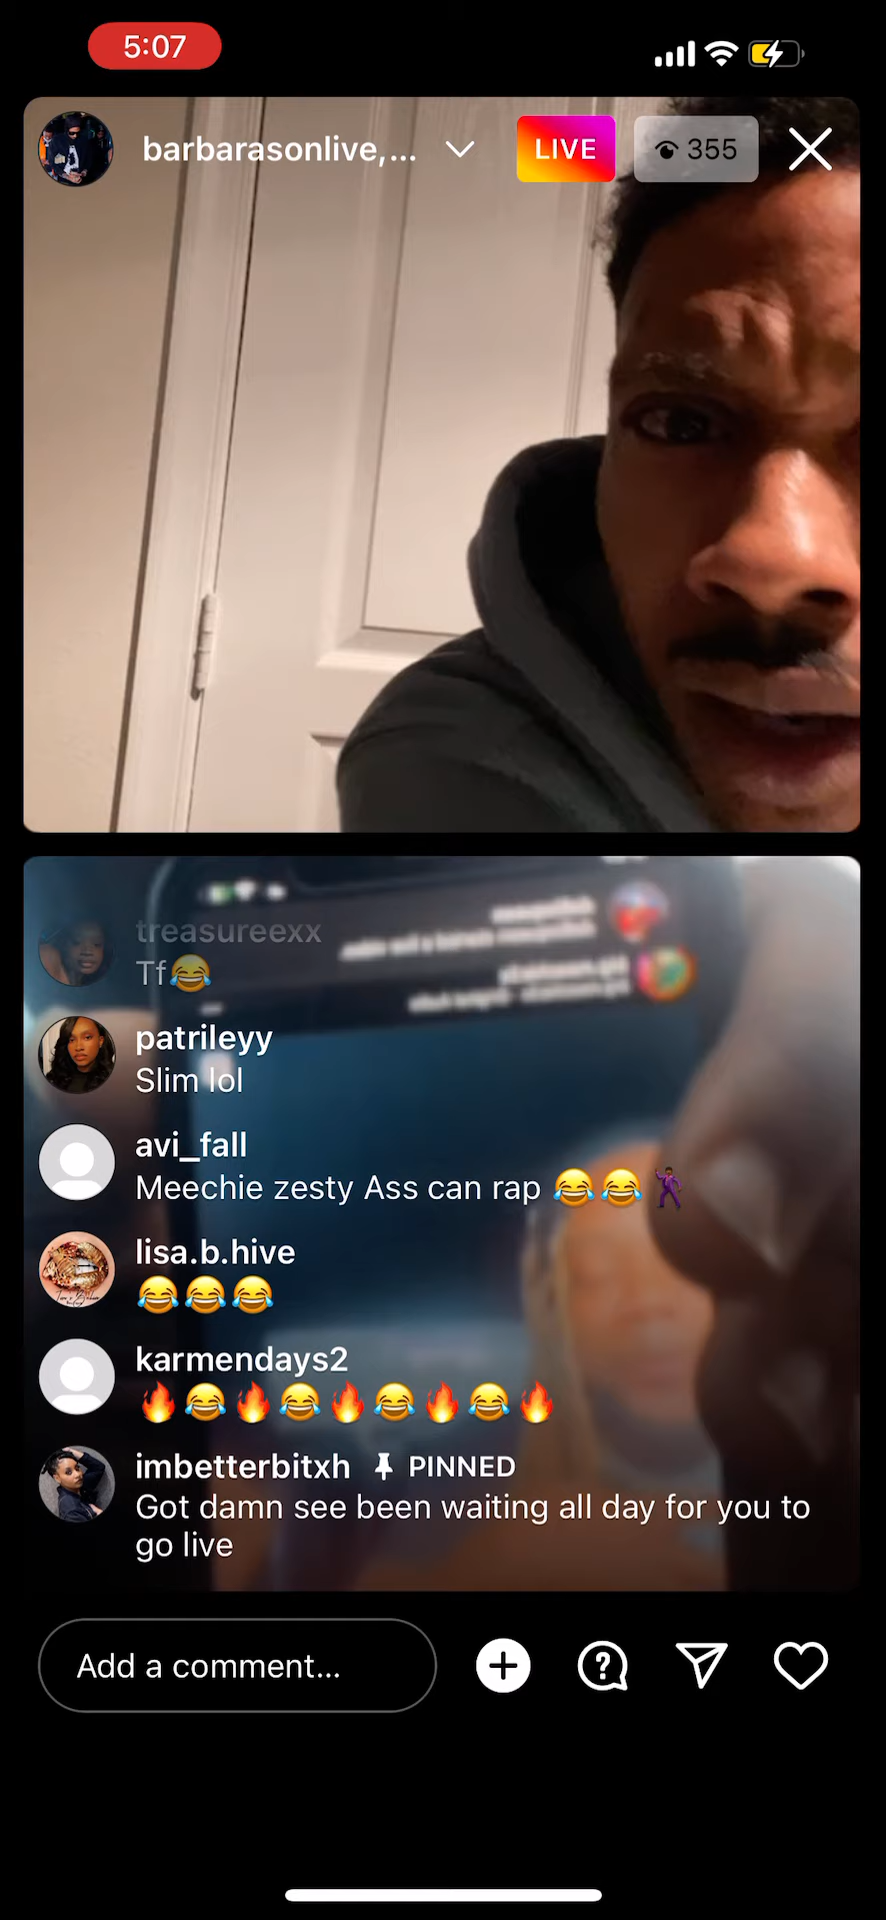 5:07
barbarasonlive,...
LIVE
355
treasureexx
Tf😂
patrileyy
Slim lol
avi_fall
Meechie zesty Ass can rap 😂😂🕺🏿
lisa.b.hive
😂😂😂
karmendays2
🔥😂🔥😂🔥😂🔥😂🔥
imbetterbitxh PINNED
Got damn see been waiting all day for you to
go live
Add a comment...